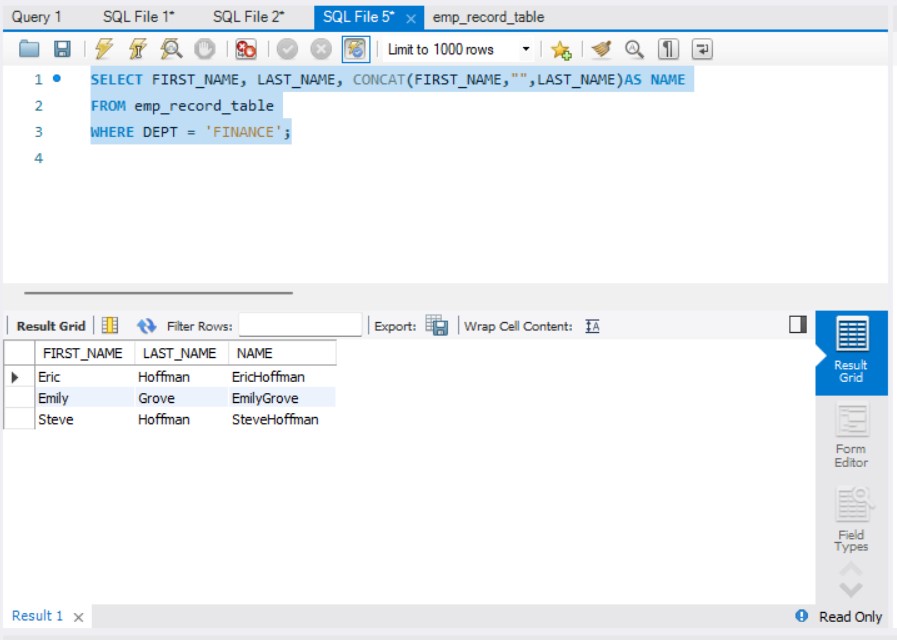 Query 1 SQL File 1* SQL File 2* SQL File 5* × emp_record_table
Limit to 1000 rows
1 SELECT FIRST_NAME, LAST_NAME, CONCAT(FIRST_NAME,"",LAST_NAME)AS NAME
2 FROM emp_record_table
3 WHERE DEPT = 'FINANCE';
4
Result Grid Filter Rows: Export: Wrap Cell Content: IA
FIRST_NAME LAST_NAME NAME
Eric Hoffman EricHoffman
Emily Grove EmilyGrove
Steve Hoffman SteveHoffman
Result
Grid
Form
Editor
Field
Types
Result 1 × Read Only